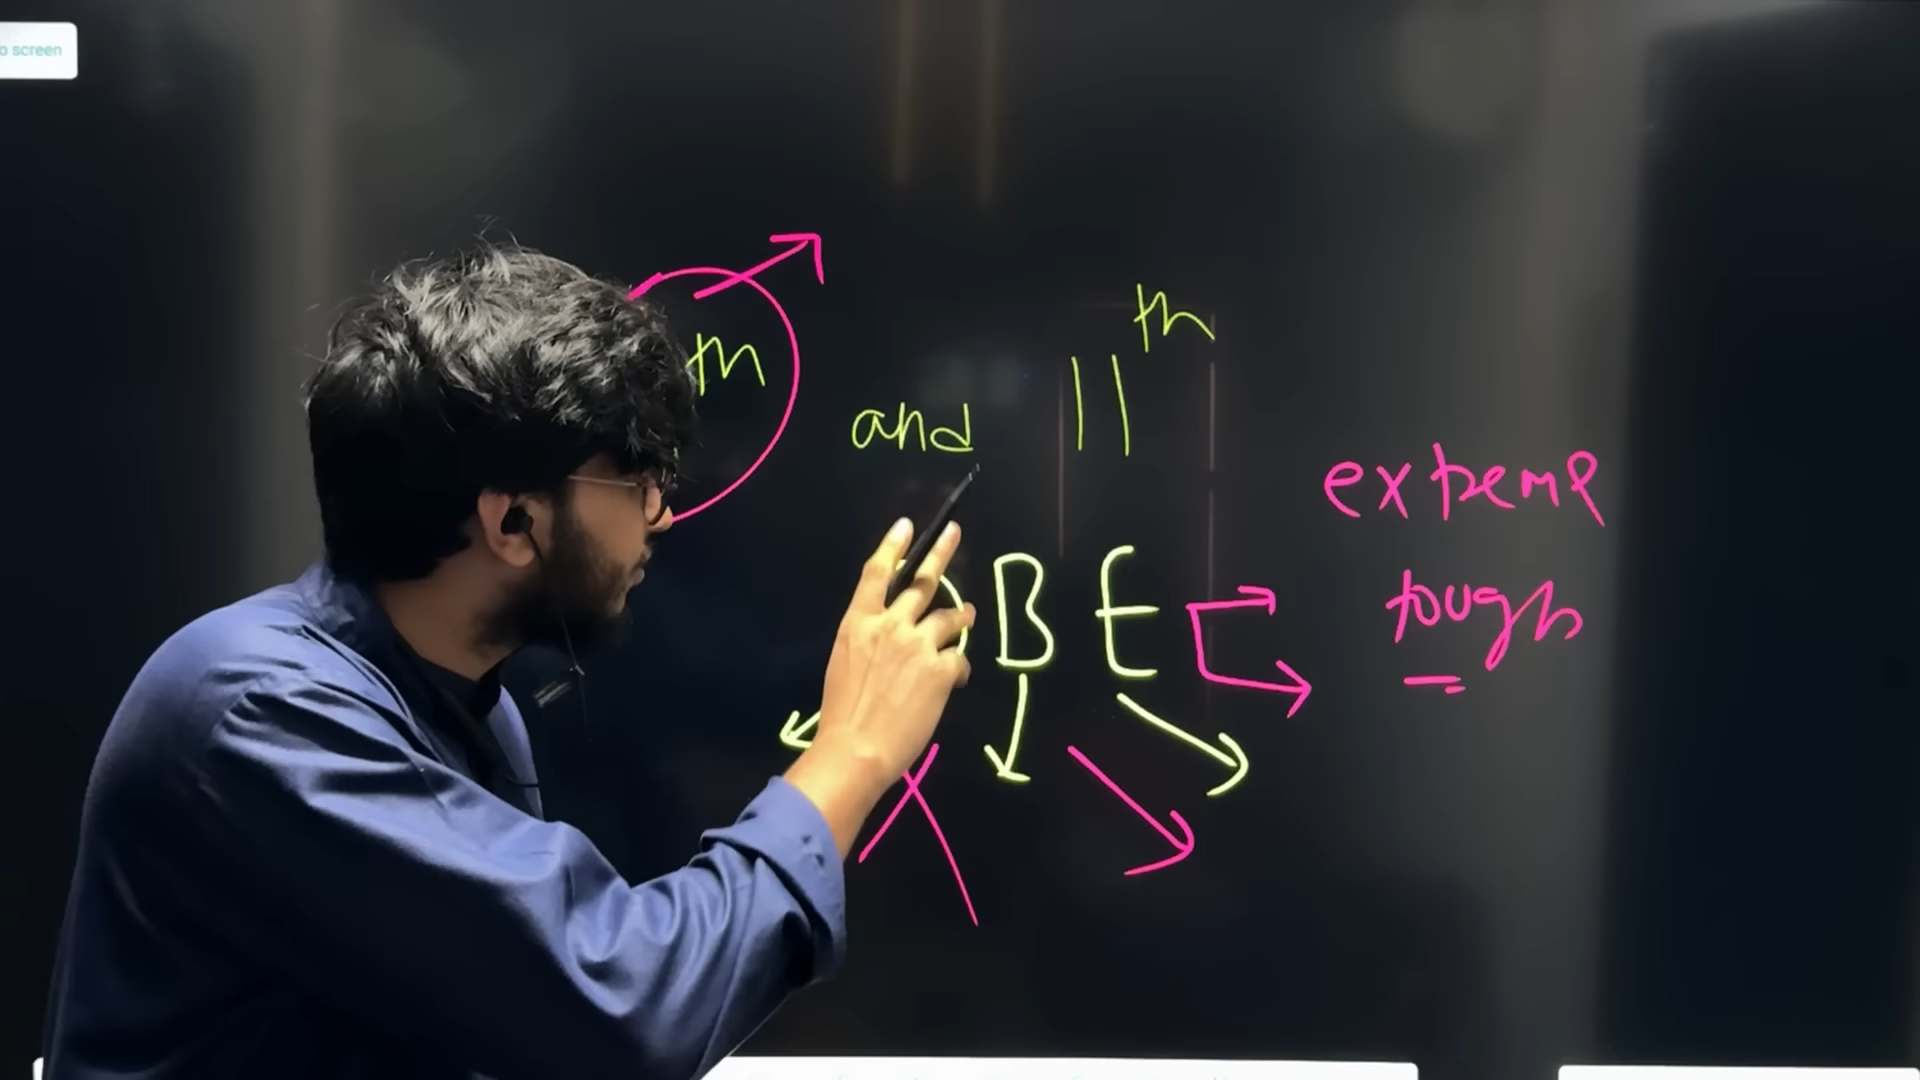 o screen
th
and 11th
extreme
BE
tough